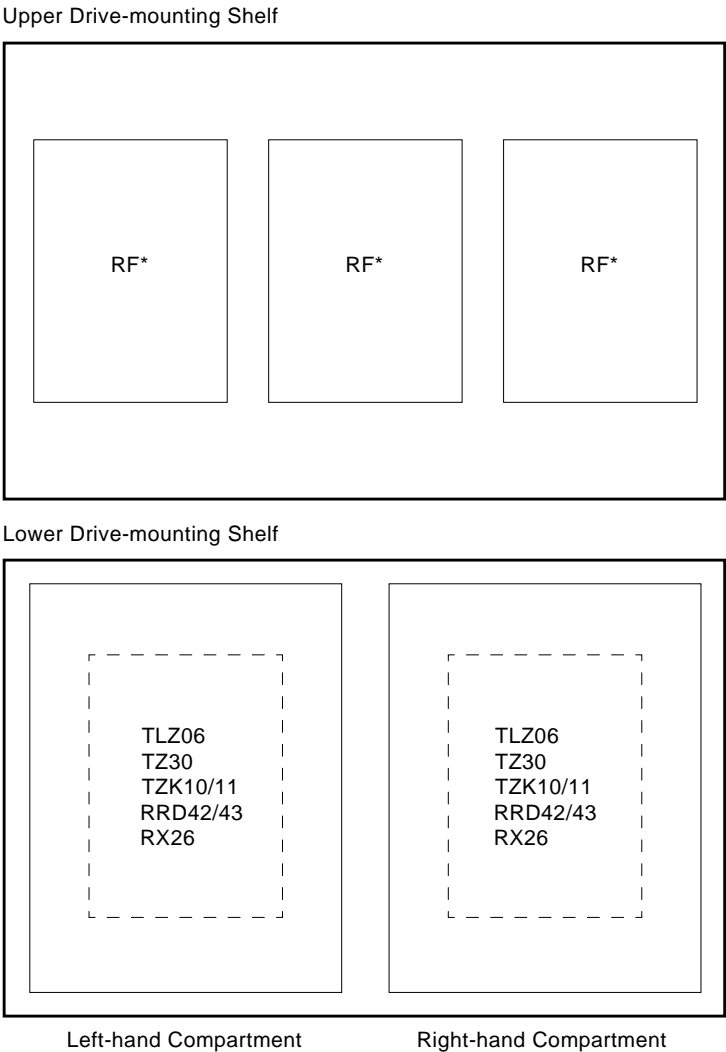 Upper Drive-mounting Shelf
RF*
RF*
RF*
Lower Drive-mounting Shelf
TLZ06
TZ30
TZK10/11
RRD42/43
RX26
TLZ06
TZ30
TZK10/11
RRD42/43
RX26
Left-hand Compartment
Right-hand Compartment